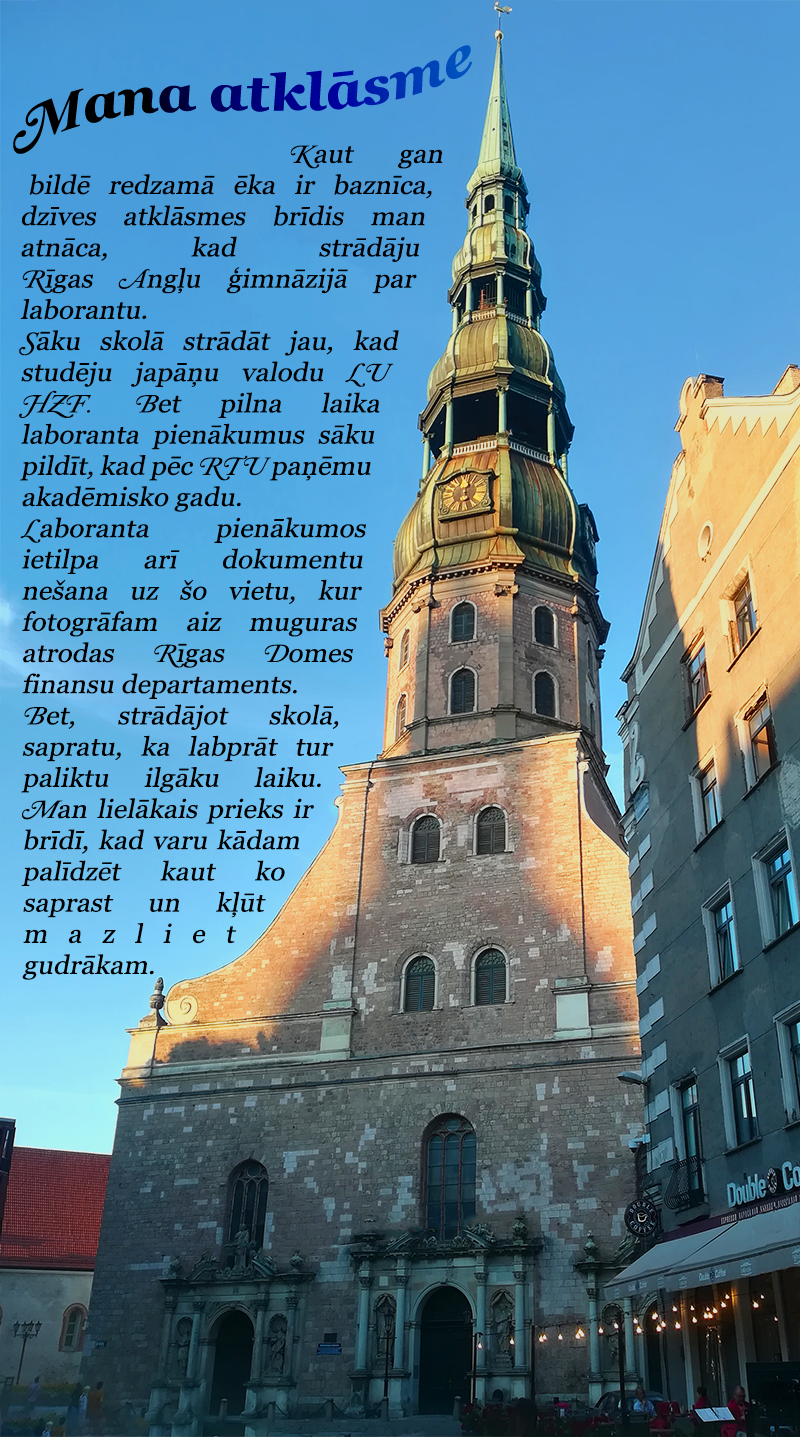 Mana atklāsme
Kaut gan
bildē redzamā ēka ir baznīca,
dzīves atklāsmes brīdis man
atnāca, kad strādāju
Rīgas Angļu ģimnāzijā par
laborantu.
Sāku skolā strādāt jau, kad
studēju japāņu valodu LU
HZF. Bet pilna laika
laboranta pienākumus sāku
pildīt, kad pēc RTU paņēmu
akadēmisko gadu.
Laboranta pienākumos
ietilpa arī dokumentu
nešana uz šo vietu, kur
fotogrāfam aiz muguras
atrodas Rīgas Domes
finansu departaments.
Bet, strādājot skolā,
sapratu, ka labprāt tur
paliktu ilgāku laiku.
Man lielākais prieks ir
brīdī, kad varu kādam
palīdzēt kaut ko
saprast un kļūt
mazliet
gudrākam.
Double Co
DOUBLE COFFEE
Double Coffee